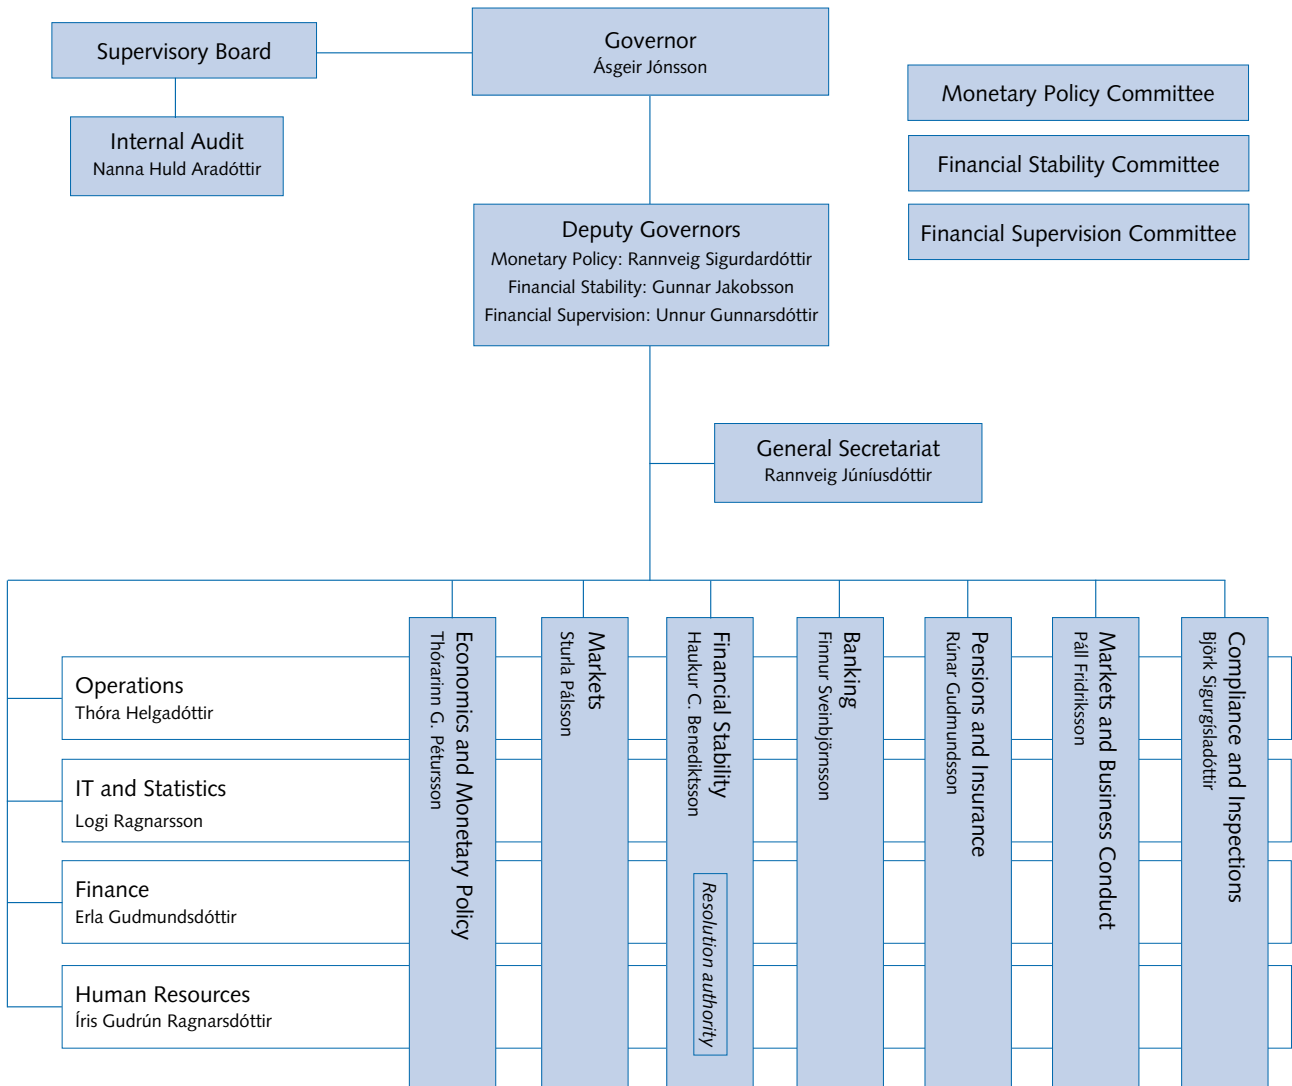 Supervisory Board
Governor
Ásgeir Jónsson
Internal Audit
Nanna Huld Aradóttir
Monetary Policy Committee
Financial Stability Committee
Financial Supervision Committee
Deputy Governors
Monetary Policy: Rannveig Sigurdardóttir
Financial Stability: Gunnar Jakobsson
Financial Supervision: Unnur Gunnarsdóttir
General Secretariat
Rannveig Júníusdóttir
Operations
Thóra Helgadóttir
IT and Statistics
Logi Ragnarsson
Finance
Erla Gudmundsdóttir
Human Resources
Íris Gudrún Ragnarsdóttir
Economics and Monetary Policy
Thórarinn G. Pétursson
Markets
Sturla Pálsson
Financial Stability
Haukur C. Benediktsson
Resolution authority
Banking
Finnur Sveinbjörnsson
Pensions and Insurance
Rúnar Gudmundsson
Markets and Business Conduct
Páll Fridriksson
Compliance and Inspections
Björk Sigurgísladóttir